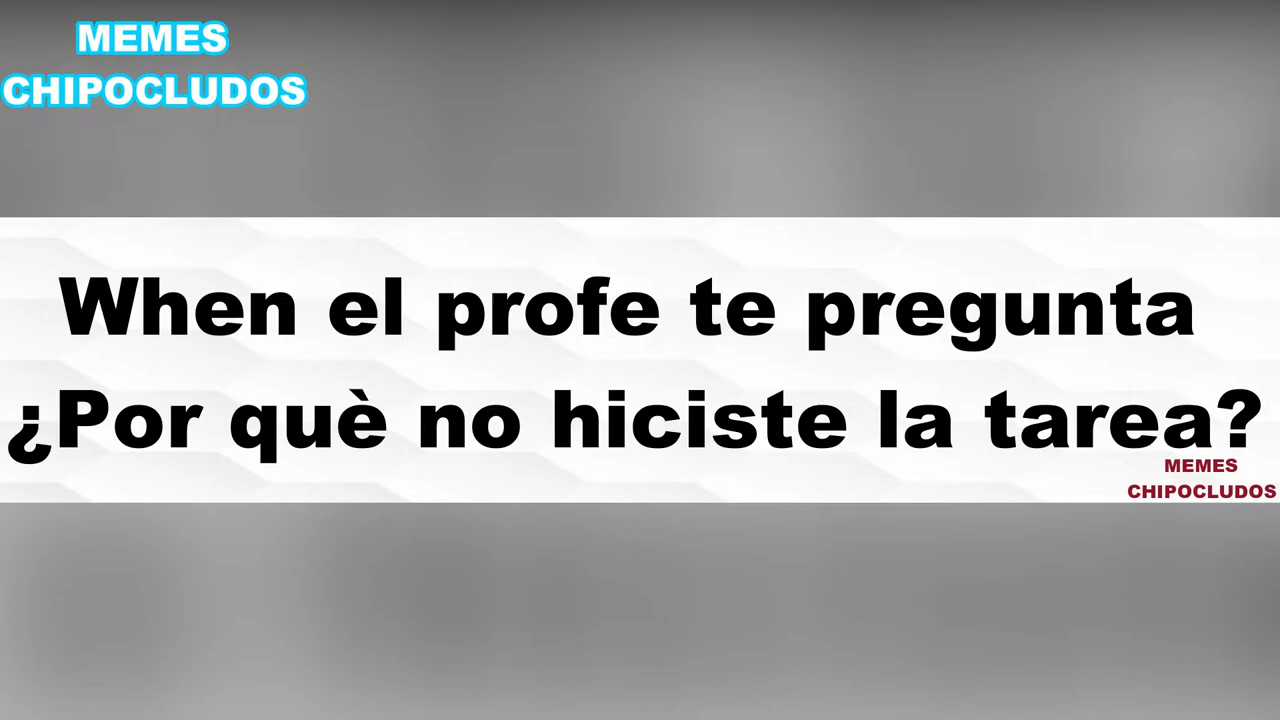 MEMES
CHIPOCLUDOS
When el profe te pregunta
¿Por què no hiciste la tarea?
MEMES
CHIPOCLUDOS